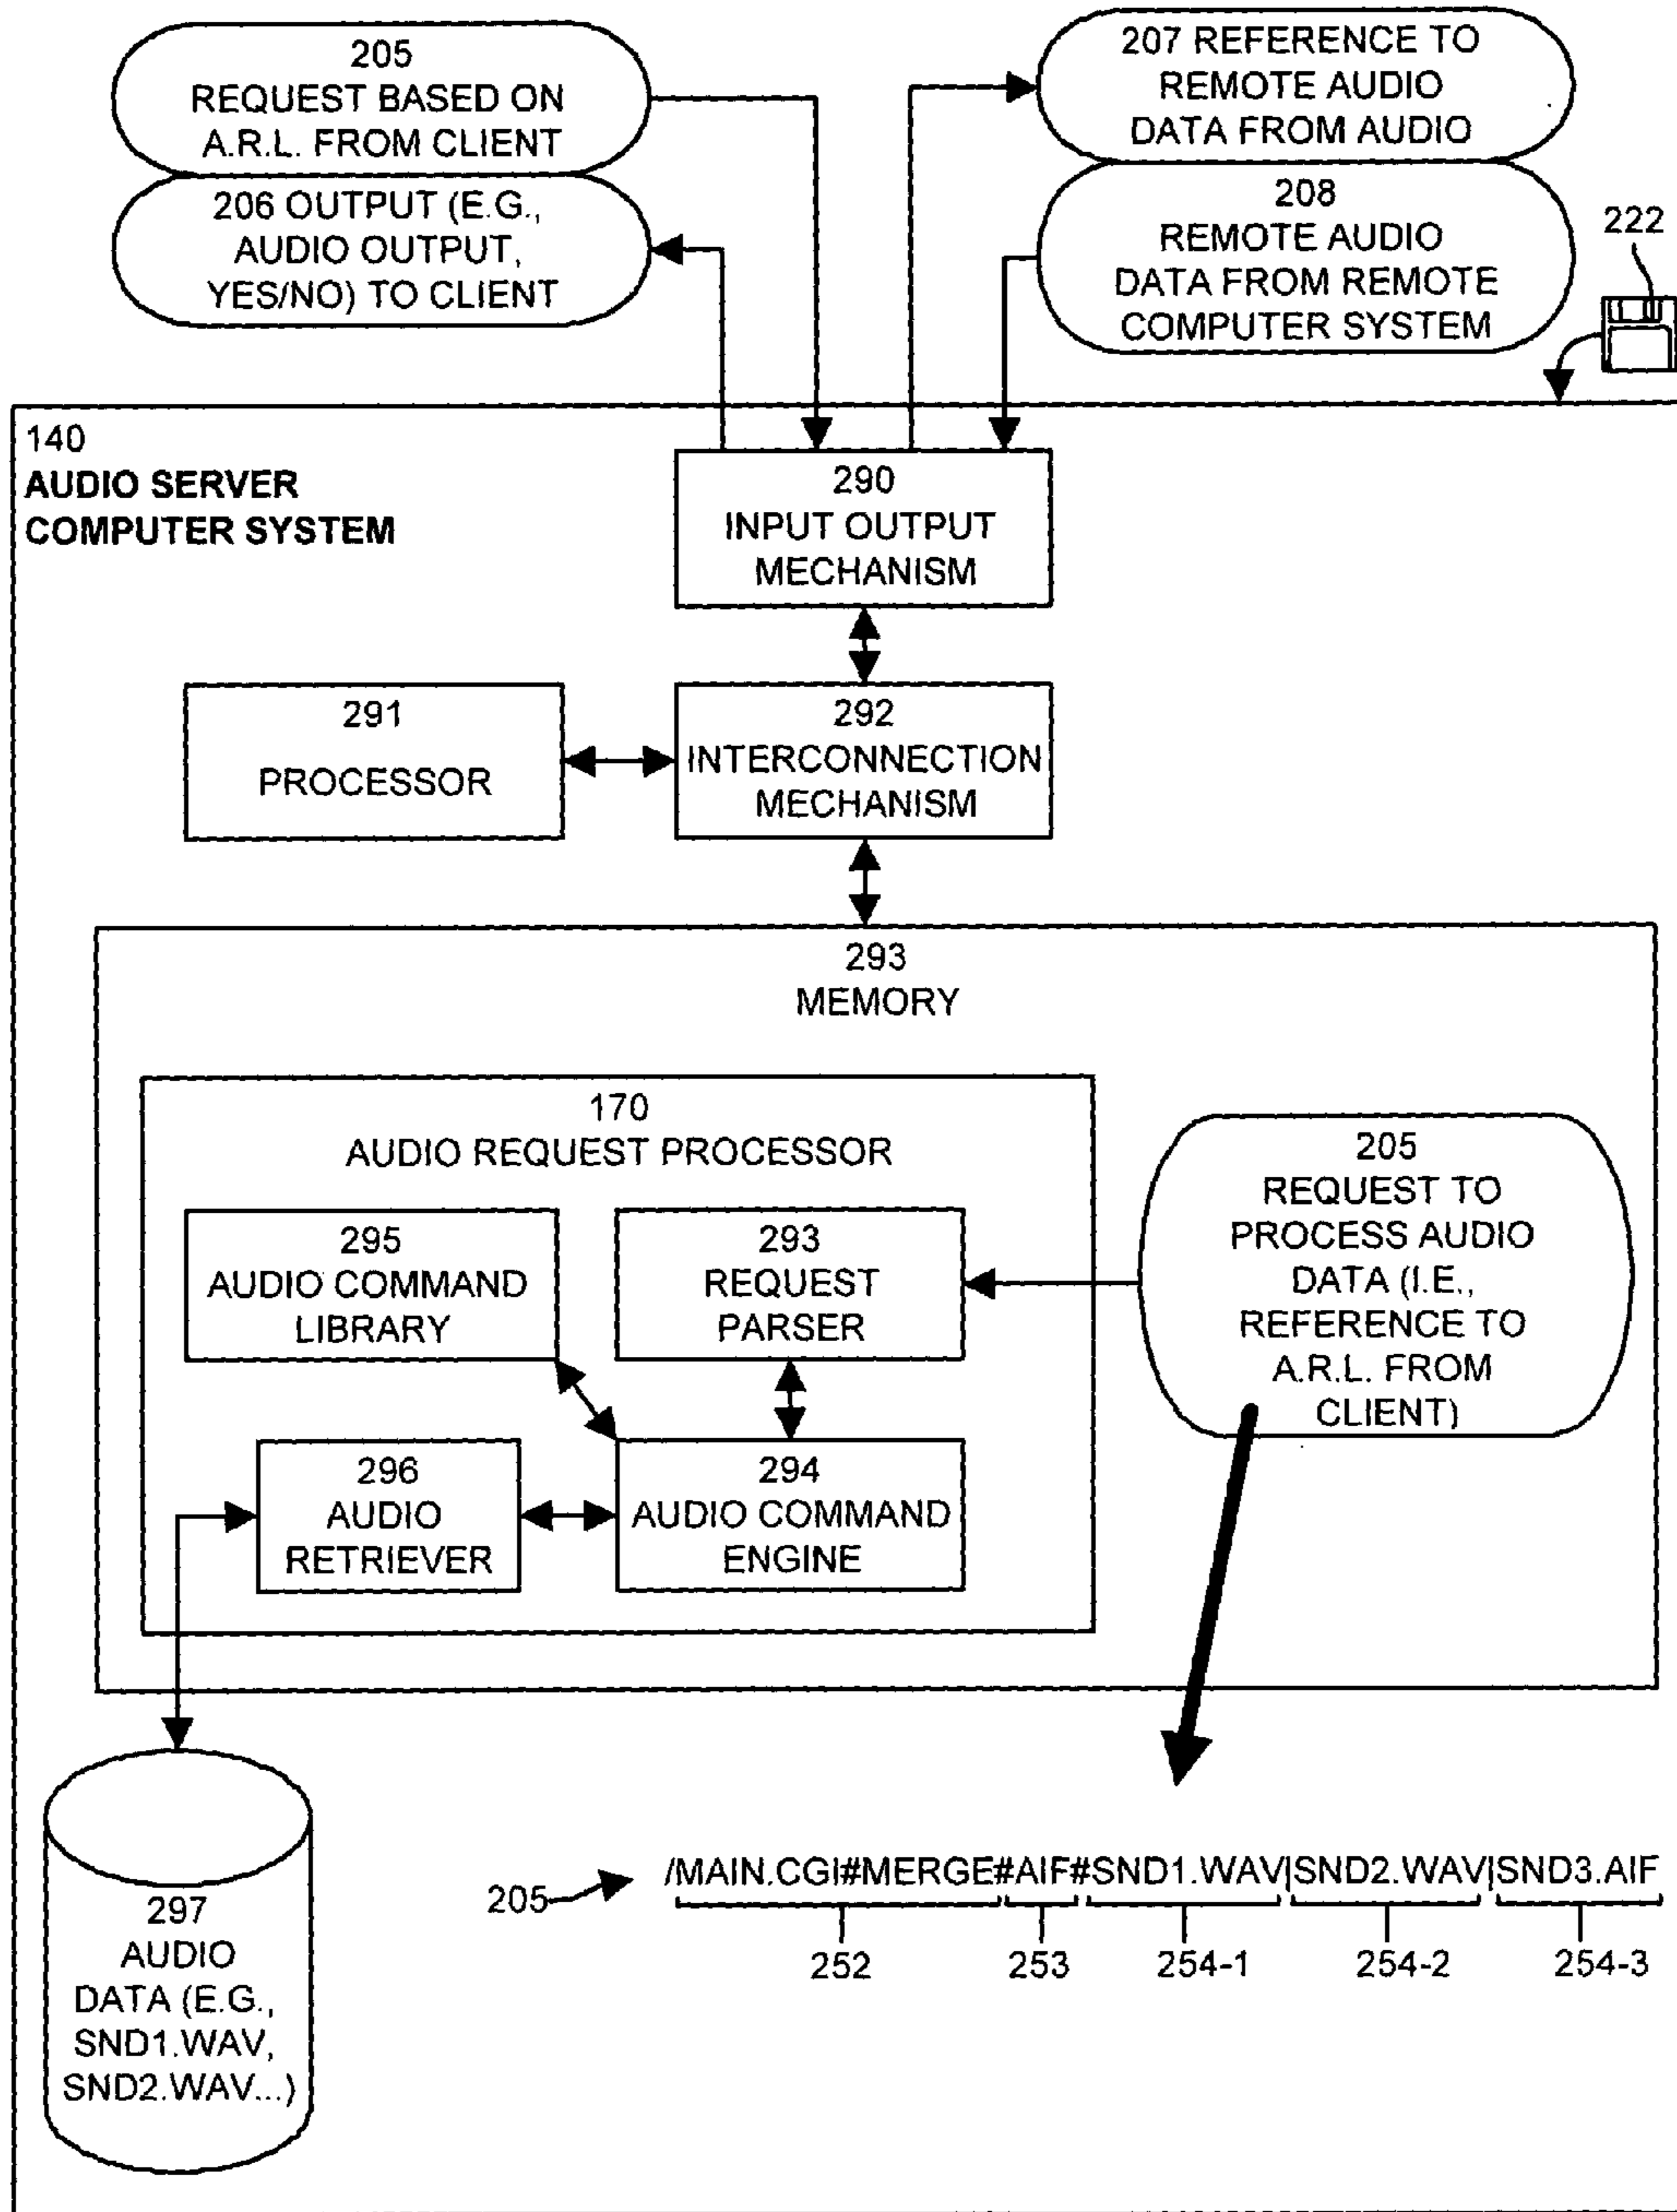 205
REQUEST BASED ON
A.R.L. FROM CLIENT
206 OUTPUT (E.G.,
AUDIO OUTPUT,
YES/NO) TO CLIENT
207 REFERENCE TO
REMOTE AUDIO
DATA FROM AUDIO
208
REMOTE AUDIO
DATA FROM REMOTE
COMPUTER SYSTEM
222
140
AUDIO SERVER
COMPUTER SYSTEM
290
INPUT OUTPUT
MECHANISM
291
PROCESSOR
292
INTERCONNECTION
MECHANISM
293
MEMORY
170
AUDIO REQUEST PROCESSOR
295
AUDIO COMMAND
LIBRARY
293
REQUEST
PARSER
205
REQUEST TO
PROCESS AUDIO
DATA (I.E.,
REFERENCE TO
A.R.L. FROM
CLIENT)
296
AUDIO
RETRIEVER
294
AUDIO COMMAND
ENGINE
297
AUDIO
DATA (E.G.,
SND1.WAV,
SND2.WAV...)
205
/MAIN.CGI#MERGE#AIF#SND1.WAV|SND2.WAV|SND3.AIF
252
253
254-1
254-2
254-3